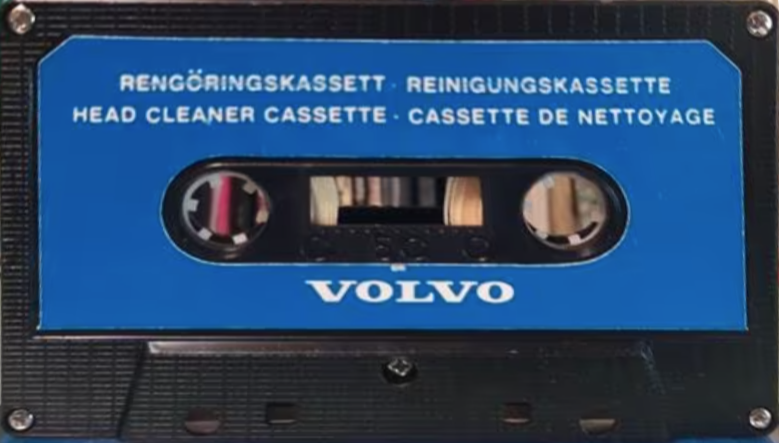 RENGÖRINGSKASSETT · REINIGUNGSKASSETTE
HEAD CLEANER CASSETTE · CASSETTE DE NETTOYAGE
VOLVO